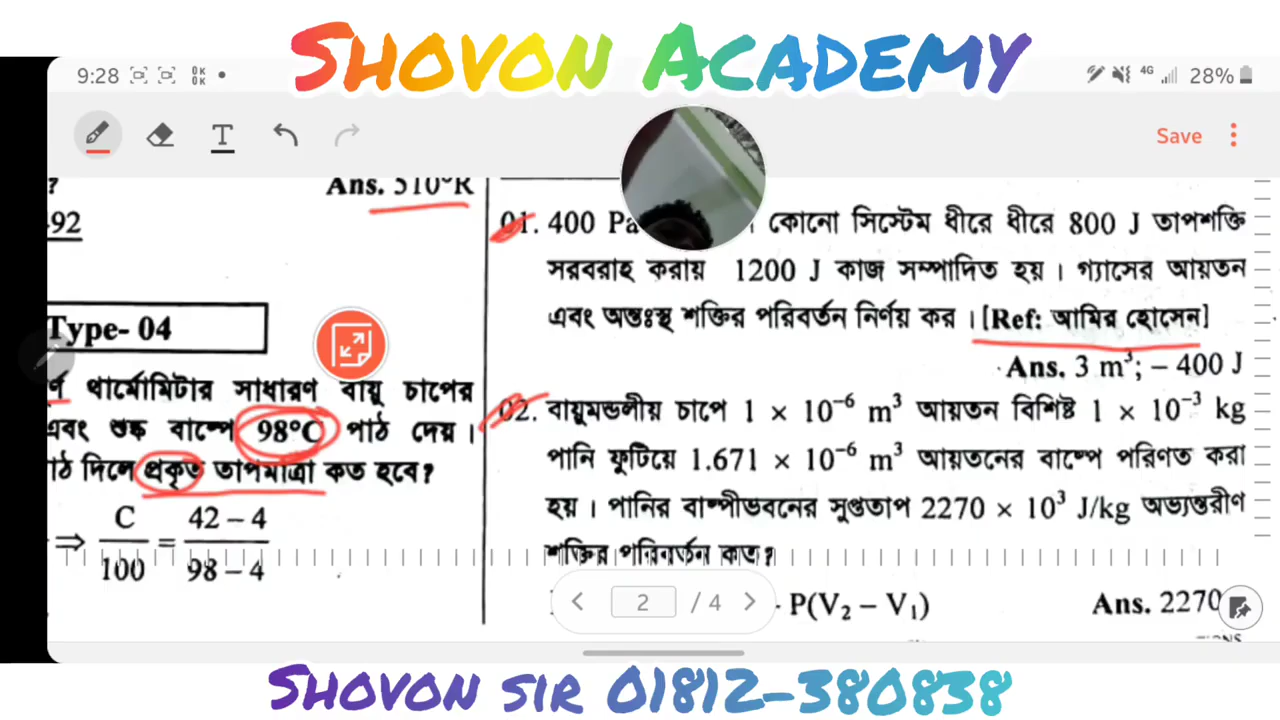 SHOVON ACADEMY
9:28
4G
28%
T
Save
?
Ans. 510°R
492
Type- 04
থার্মোমিটার সাধারণ বায়ু চাপের
এবং শুষ্ক বাষ্পে 98°C পাঠ দেয়।
পাঠ দিলে প্রকৃত তাপমাত্রা কত হবে?
⇒ C/100 = 42 – 4/98 – 4
01. 400 Pa । কোনো সিস্টেম ধীরে ধীরে 800 J তাপশক্তি
সরবরাহ করায় 1200 J কাজ সম্পাদিত হয়। গ্যাসের আয়তন
এবং অন্তঃস্থ শক্তির পরিবর্তন নির্ণয় কর। [Ref: আমির হোসেন]
Ans. 3 m³; – 400 J
02. বায়ুমন্ডলীয় চাপে 1 × 10⁻⁶ m³ আয়তন বিশিষ্ট 1 × 10⁻³ kg
পানি ফুটিয়ে 1.671 × 10⁻⁶ m³ আয়তনের বাষ্পে পরিণত করা
হয়। পানির বাষ্পীভবনের সুপ্ততাপ 2270 × 10³ J/kg অভ্যন্তরীণ
শক্তির পরিবর্তন কত?
P(V₂ – V₁)
Ans. 2270
2 / 4
SHOVON SIR 01812-380838